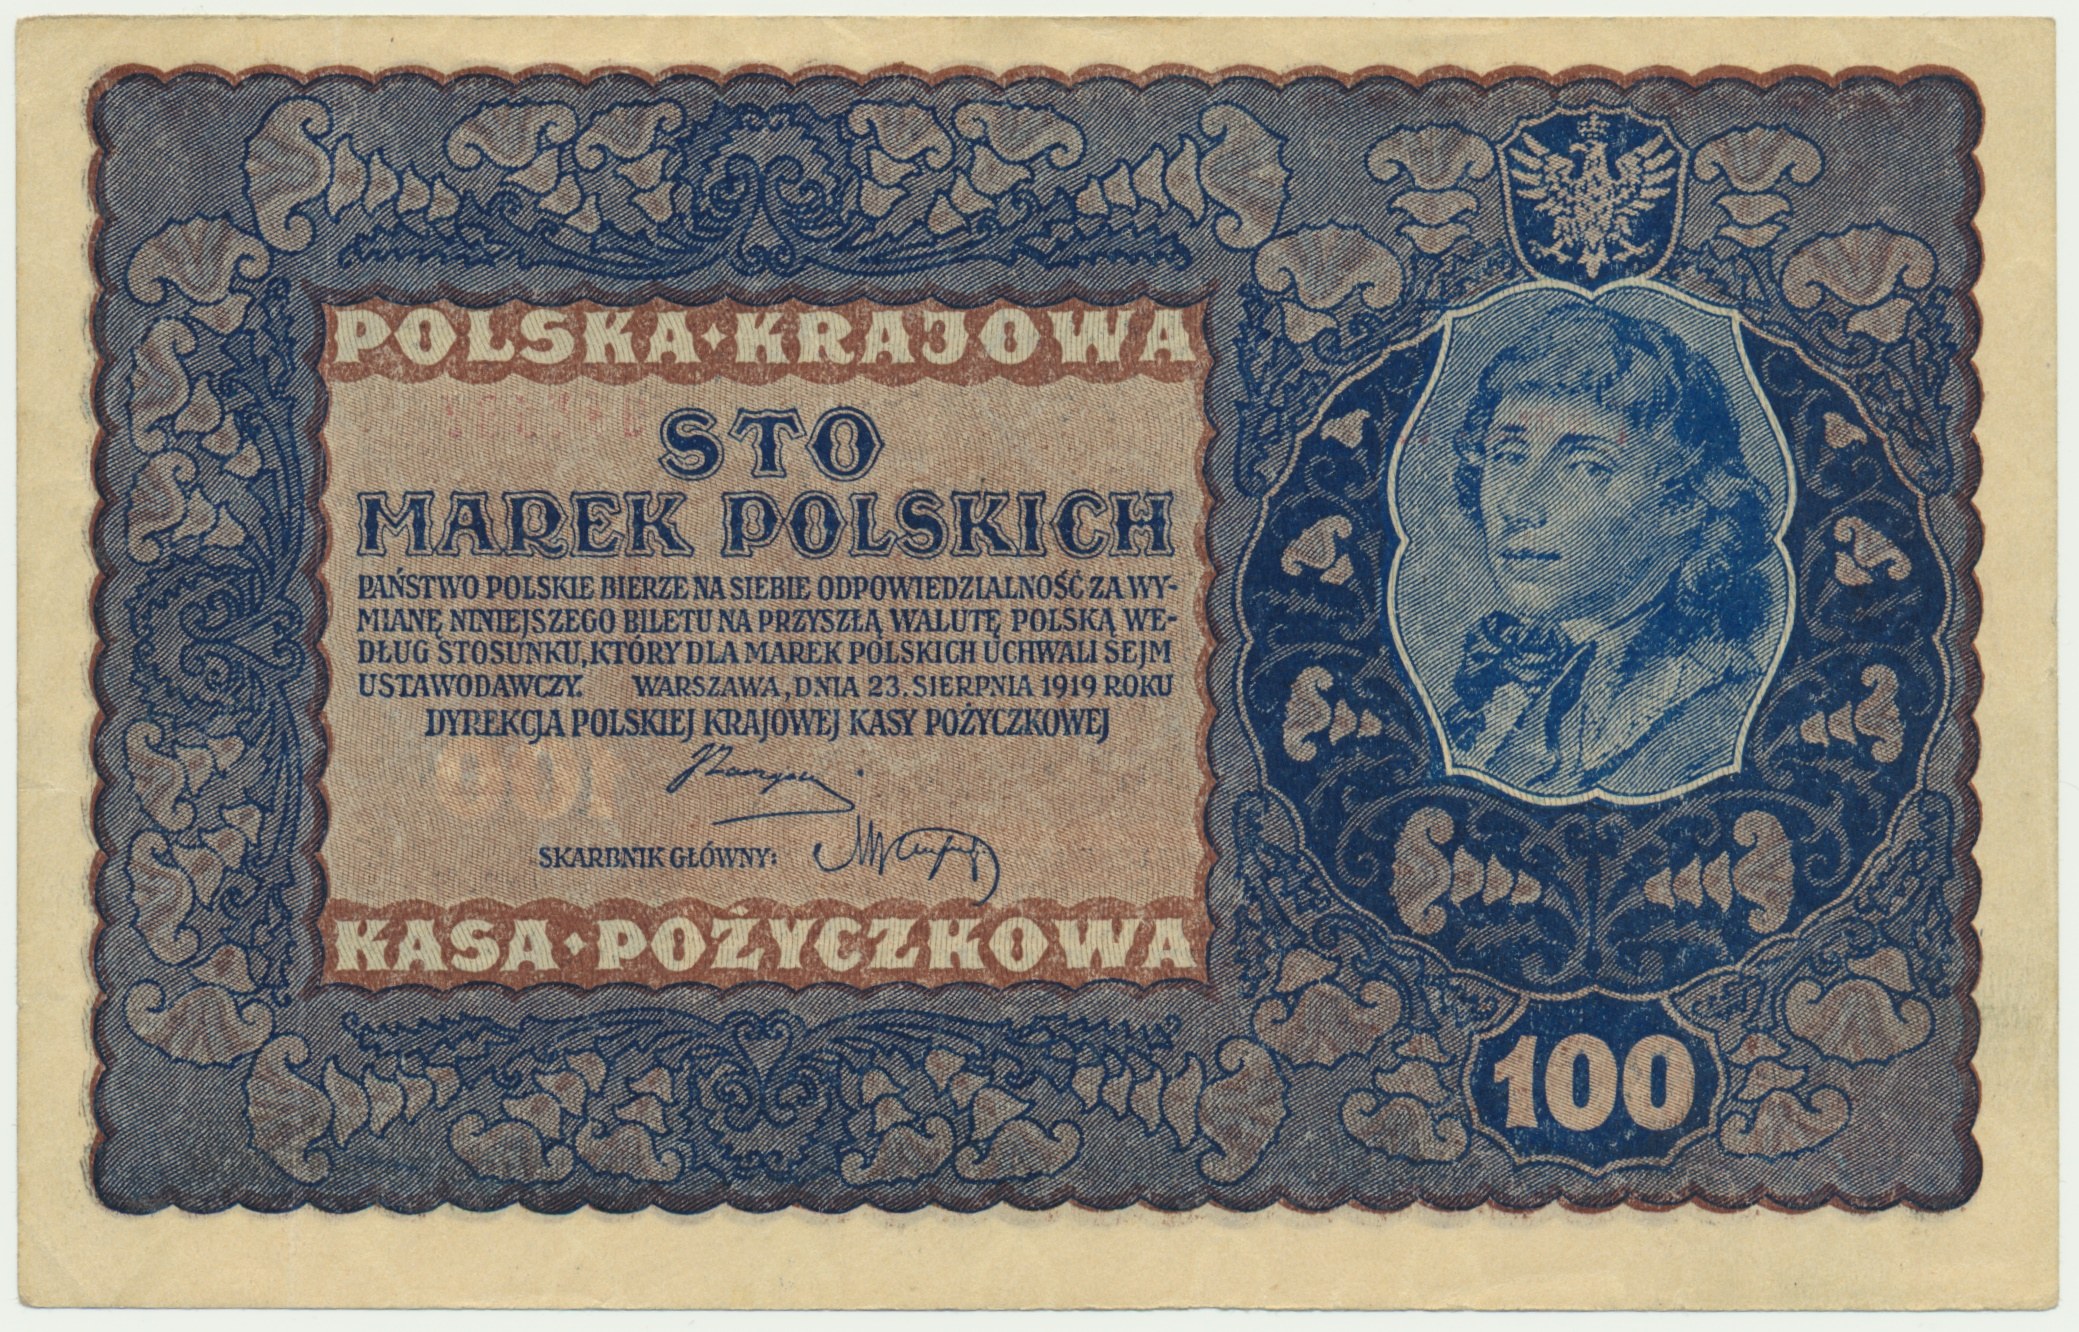 POLSKA · KRAJOWA
STO
MAREK POLSKICH
PAŃSTWO POLSKIE BIERZE NA SIEBIE ODPOWIEDZIALNOŚĆ ZA WY-
MIANĘ NINIEJSZEGO BILETU NA PRZYSZŁĄ WALUTĘ POLSKĄ WE-
DŁUG STOSUNKU, KTÓRY DLA MAREK POLSKICH UCHWALI SEJM
USTAWODAWCZY. WARSZAWA, DNIA 23. SIERPNIA 1919 ROKU
DYREKCJA POLSKIEJ KRAJOWEJ KASY POŻYCZKOWEJ
SKARBNIK GŁÓWNY:
KASA · POŻYCZKOWA
100